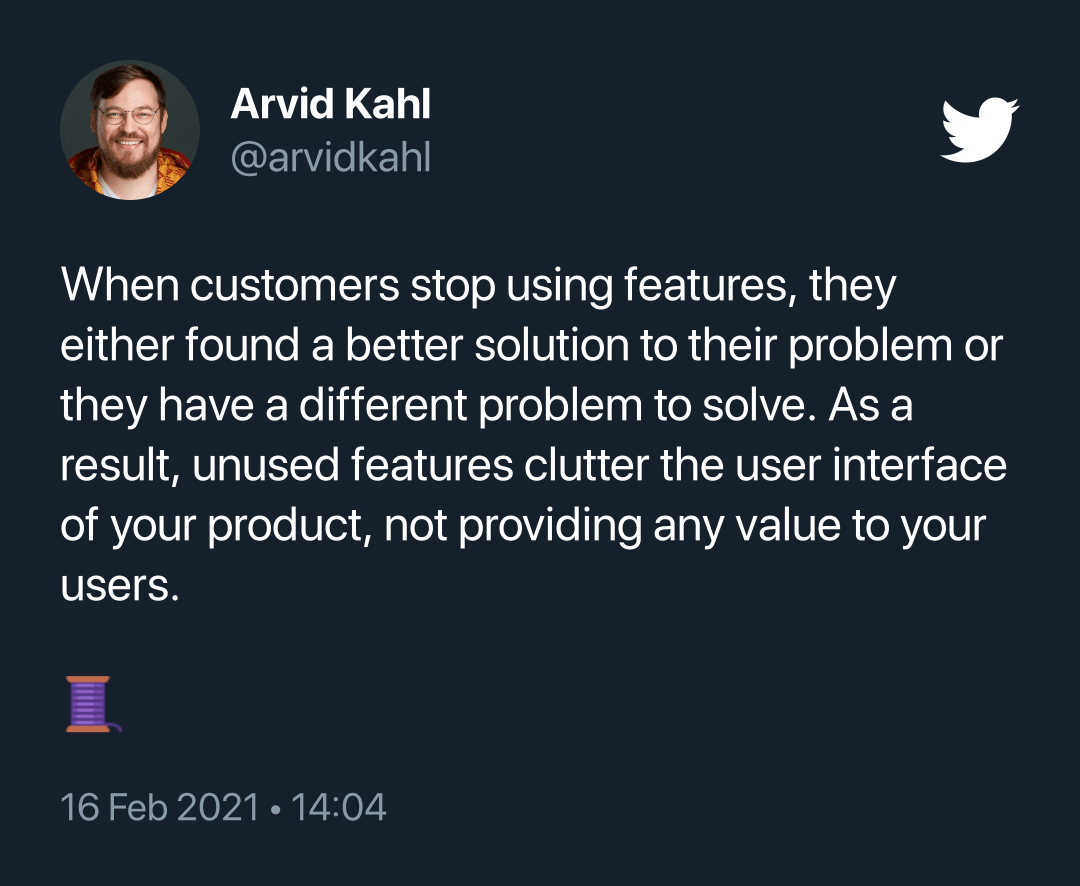 Arvid Kahl
@arvidkahl
When customers stop using features, they
either found a better solution to their problem or
they have a different problem to solve. As a
result, unused features clutter the user interface
of your product, not providing any value to your
users.
🧵
16 Feb 2021 • 14:04